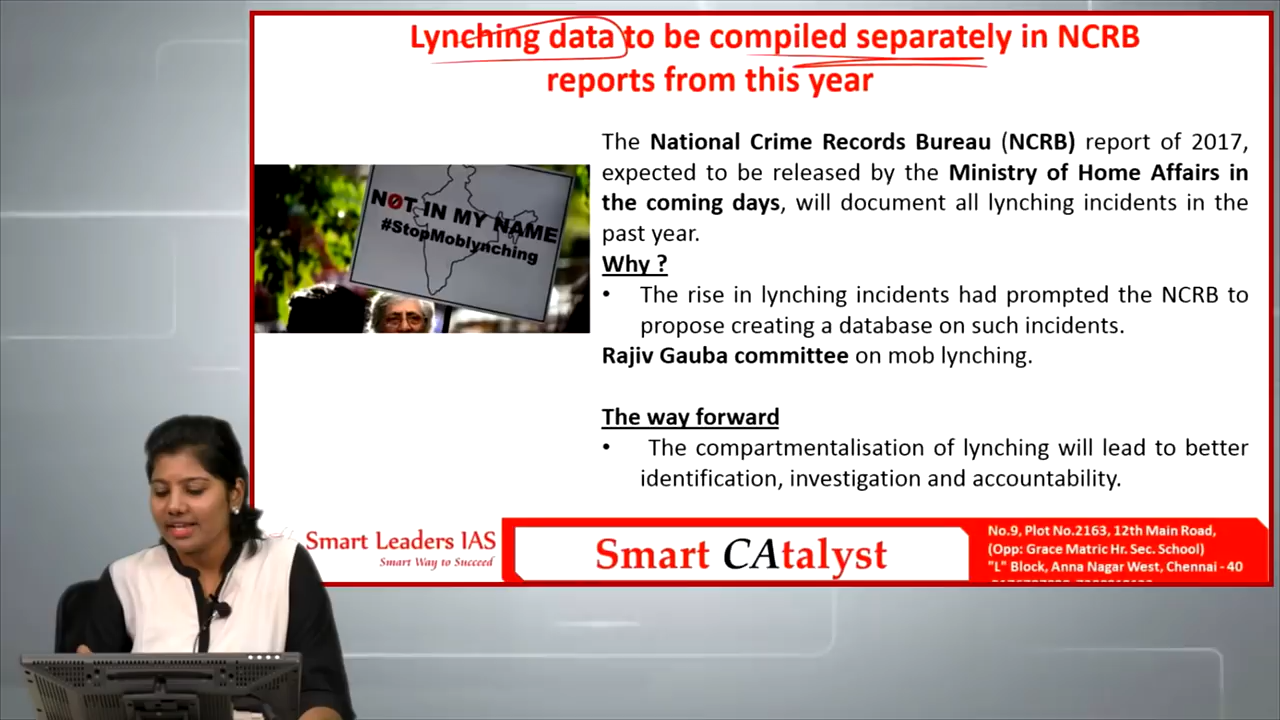 Lynching data to be compiled separately in NCRB
reports from this year
The National Crime Records Bureau (NCRB) report of 2017,
expected to be released by the Ministry of Home Affairs in
the coming days, will document all lynching incidents in the
past year.
Why ?
• The rise in lynching incidents had prompted the NCRB to
propose creating a database on such incidents.
Rajiv Gauba committee on mob lynching.
The way forward
• The compartmentalisation of lynching will lead to better
identification, investigation and accountability.
NOT IN MY NAME
#StopMoblynching
Smart Leaders IAS
Smart Way to Succeed
Smart CAtalyst
No.9, Plot No.2163, 12th Main Road,
(Opp: Grace Matric Hr. Sec. School)
"L" Block, Anna Nagar West, Chennai - 40